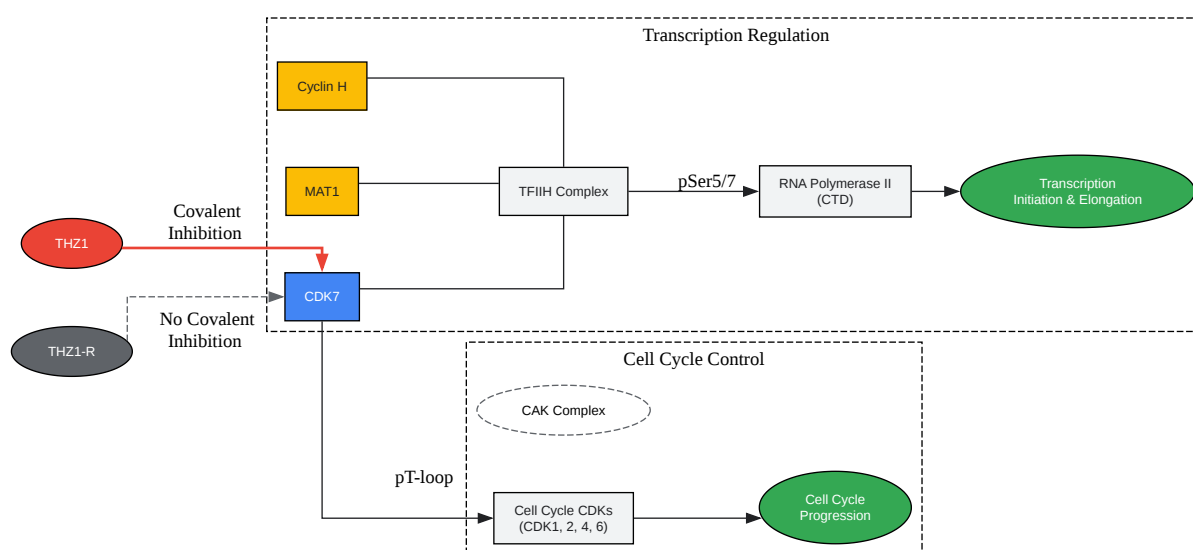 Transcription Regulation
Cyclin H
MAT1
TFIIH Complex
pSer5/7
RNA Polymerase II
(CTD)
Transcription
Initiation & Elongation
Covalent
Inhibition
THZ1
CDK7
No Covalent
Inhibition
THZ1-R
Cell Cycle Control
CAK Complex
pT-loop
Cell Cycle CDKs
(CDK1, 2, 4, 6)
Cell Cycle
Progression